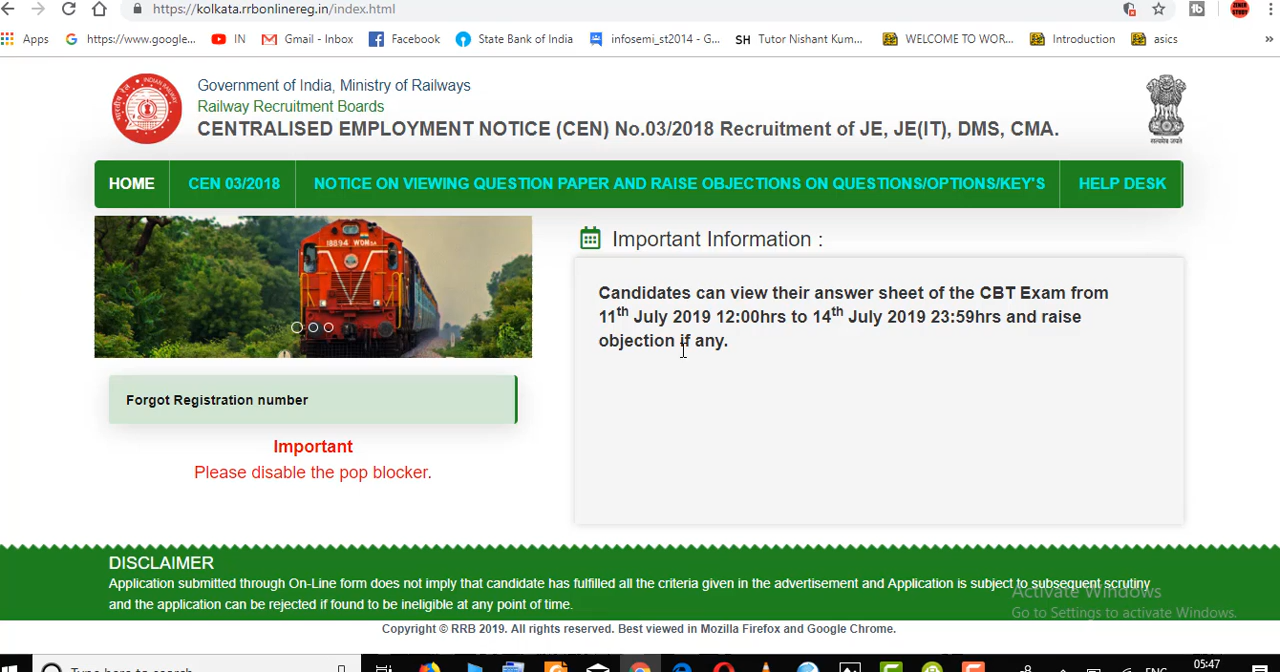 https://kolkata.rrbonlinereg.in/index.html
Apps https://www.google... IN Gmail - Inbox Facebook State Bank of India infosemi_st2014 - G... SH Tutor Nishant Kum... WELCOME TO WOR... Introduction asics »
Government of India, Ministry of Railways
Railway Recruitment Boards
CENTRALISED EMPLOYMENT NOTICE (CEN) No.03/2018 Recruitment of JE, JE(IT), DMS, CMA.
HOME CEN 03/2018 NOTICE ON VIEWING QUESTION PAPER AND RAISE OBJECTIONS ON QUESTIONS/OPTIONS/KEY'S HELP DESK
18894 WDM
Important Information :
Candidates can view their answer sheet of the CBT Exam from
11th July 2019 12:00hrs to 14th July 2019 23:59hrs and raise
objection if any.
Forgot Registration number
Important
Please disable the pop blocker.
DISCLAIMER
Application submitted through On-Line form does not imply that candidate has fulfilled all the criteria given in the advertisement and Application is subject to subsequent scrutiny
and the application can be rejected if found to be ineligible at any point of time.
Activate Windows
Go to Settings to activate Windows.
Copyright © RRB 2019. All rights reserved. Best viewed in Mozilla Firefox and Google Chrome.
Type here to search
ENG
05:47